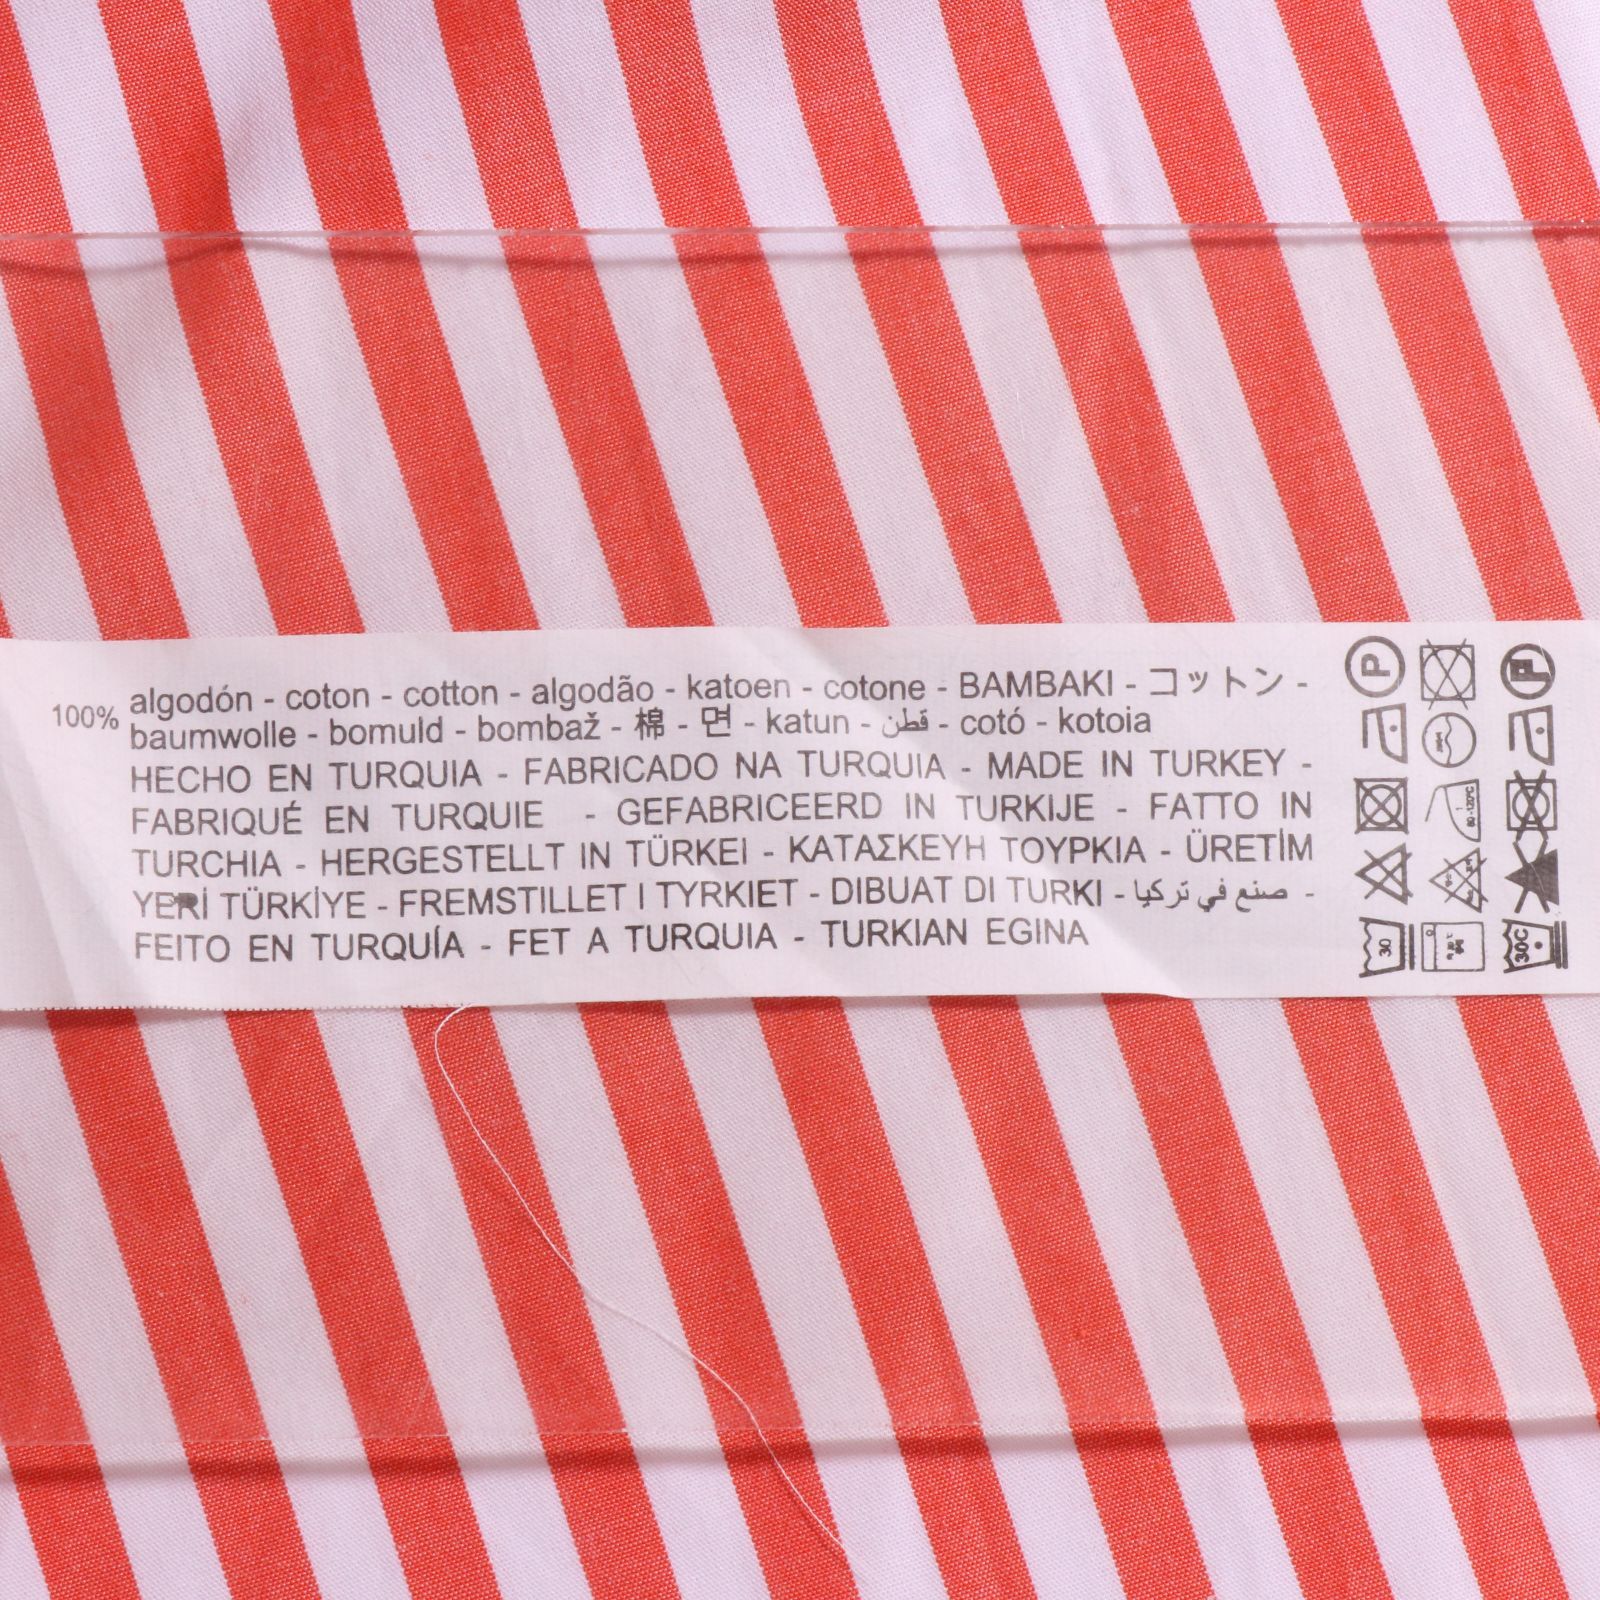 100% algodón - coton - cotton - algodão - katoen - cotone - BAMBAKI - コットン -
baumwolle - bomuld - bombaž - 棉 - 면 - katun - قطن - cotó - kotoia
HECHO EN TURQUIA - FABRICADO NA TURQUIA - MADE IN TURKEY -
FABRIQUÉ EN TURQUIE - GEFABRICEERD IN TURKIJE - FATTO IN
TURCHIA - HERGESTELLT IN TÜRKEI - ΚΑΤΑΣΚΕΥΗ ΤΟΥΡΚΙΑ - ÜRETİM
YERİ TÜRKİYE - FREMSTILLET I TYRKIET - DIBUAT DI TURKI - صنع في تركيا -
FEITO EN TURQUÍA - FET A TURQUIA - TURKIAN EGINA
P
30
30C